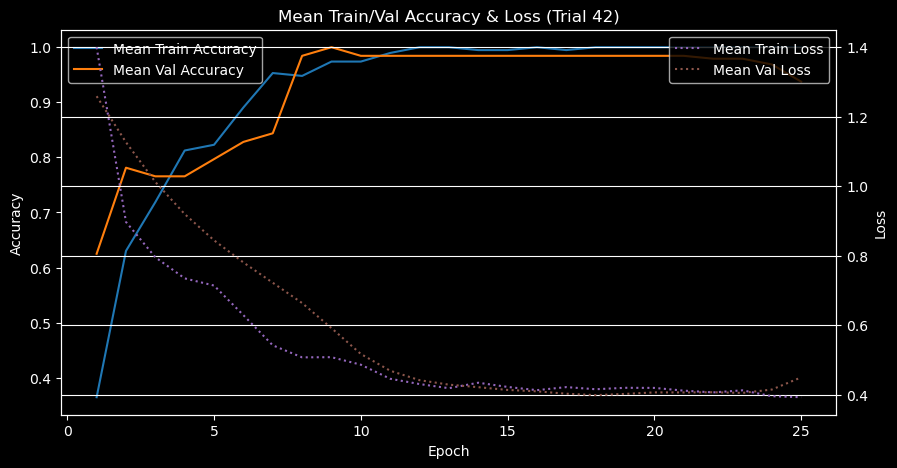 Mean Train/Val Accuracy & Loss (Trial 42)
Mean Train Accuracy
Mean Val Accuracy
Mean Train Loss
Mean Val Loss
1.0
0.9
0.8
0.7
0.6
0.5
0.4
Accuracy
1.4
1.2
1.0
0.8
0.6
0.4
Loss
0 5 10 15 20 25
Epoch